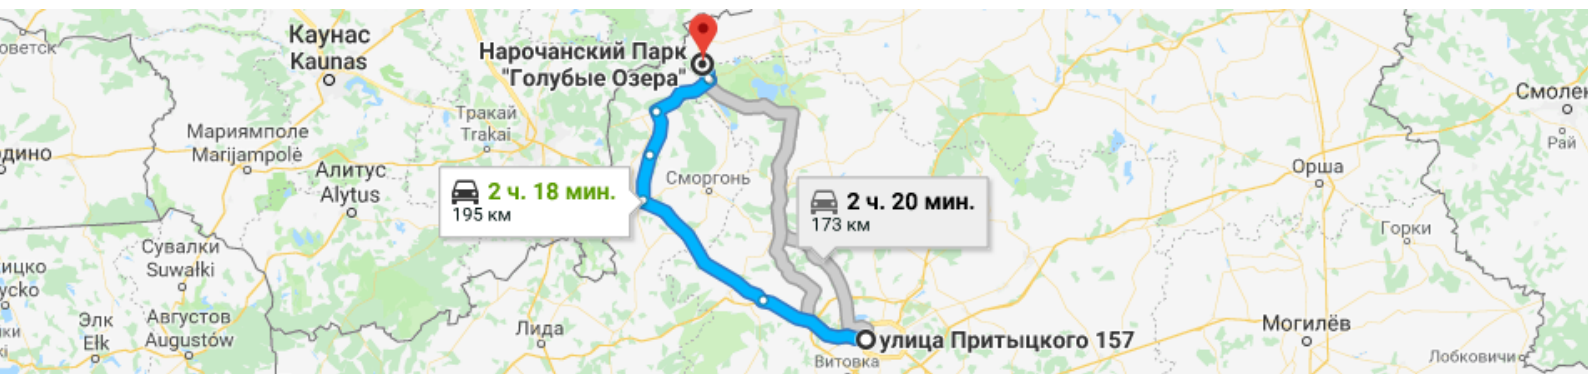 Каунас
Kaunas
Нарочанский Парк
"Голубые Озера"
Тракай
Trakai
Мариямполе
Marijampolė
Алитус
Alytus
2 ч. 18 мин.
195 км
Сморгонь
2 ч. 20 мин.
173 км
Орша
Рай
Горки
Сувалки
Suwałki
Элк
Ełk
Августов
Augustów
Лида
улица Притыцкого 157
Витовка
Могилёв
Лобковичи